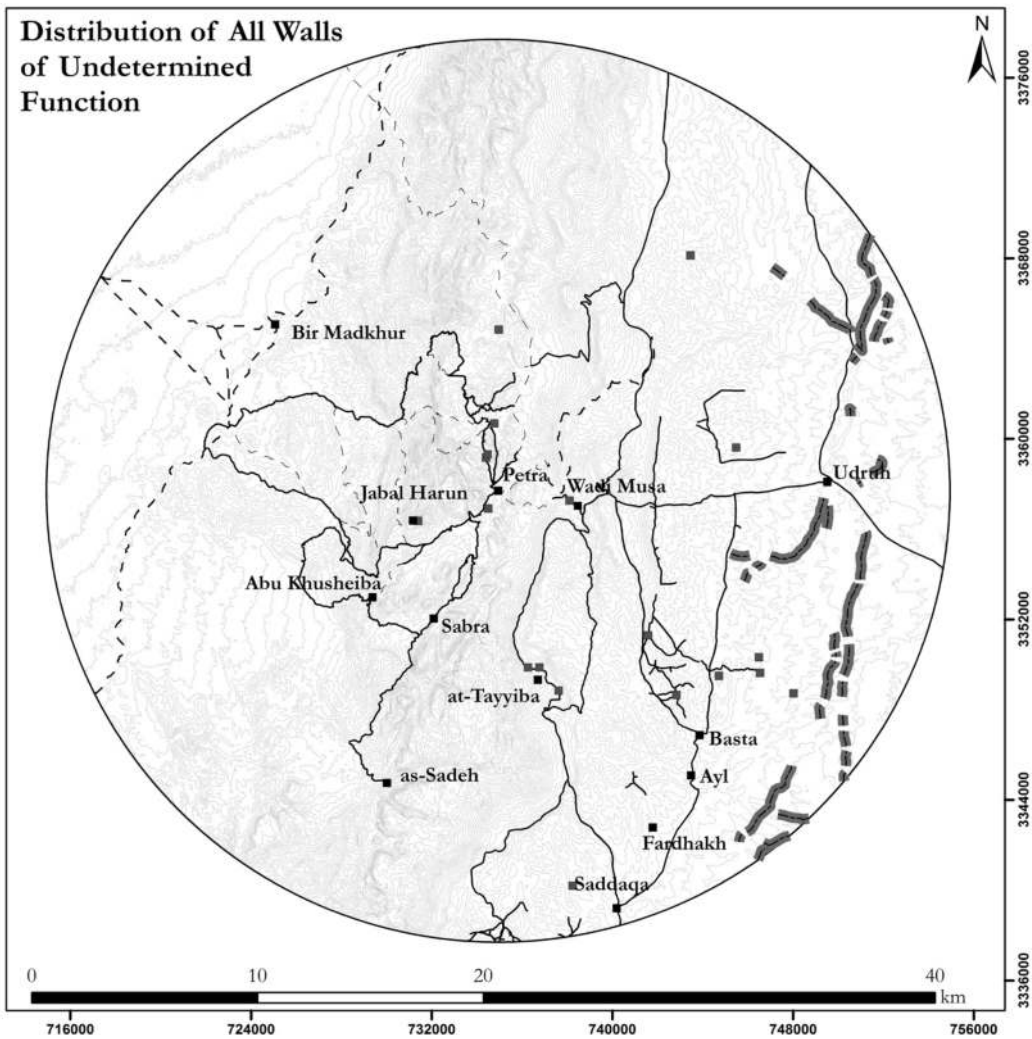 Distribution of All Walls
of Undetermined
Function
N
3376000
3368000
Bir Madkhur
3360000
Udruh
Petra
Jabal Harun
Wadi Musa
Abu Khusheiba
Sabra
3352000
at-Tayyiba
Basta
as-Sadeh
Ayl
3344000
Fardhakh
Saddaqa
3336000
0 10 20 40
km
716000 724000 732000 740000 748000 756000